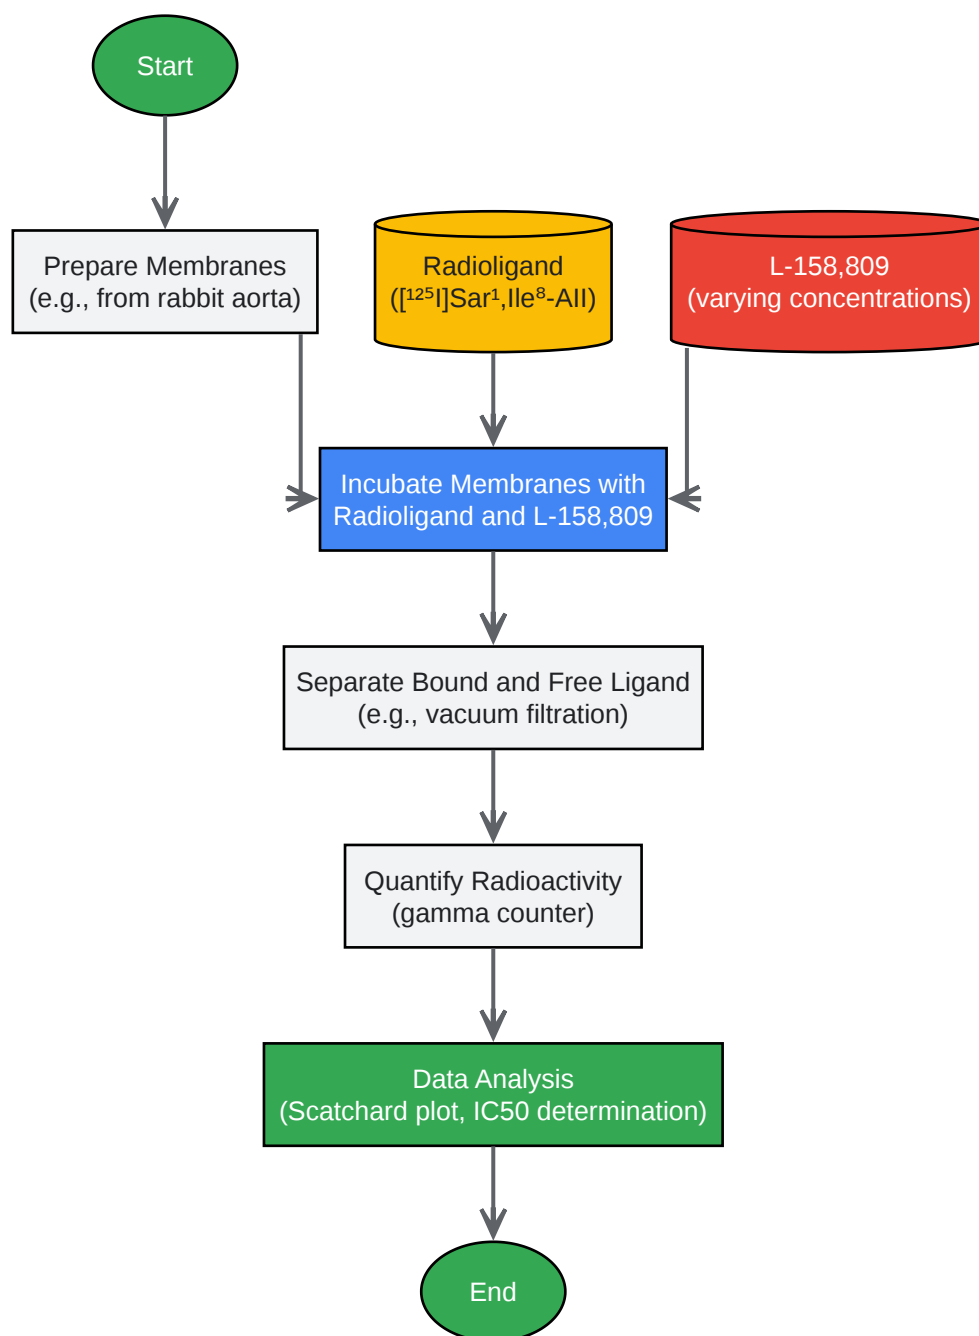 Start
Prepare Membranes
(e.g., from rabbit aorta)
Radioligand
([¹²⁵I]Sar¹,Ile⁸-AII)
L-158,809
(varying concentrations)
Incubate Membranes with
Radioligand and L-158,809
Separate Bound and Free Ligand
(e.g., vacuum filtration)
Quantify Radioactivity
(gamma counter)
Data Analysis
(Scatchard plot, IC50 determination)
End